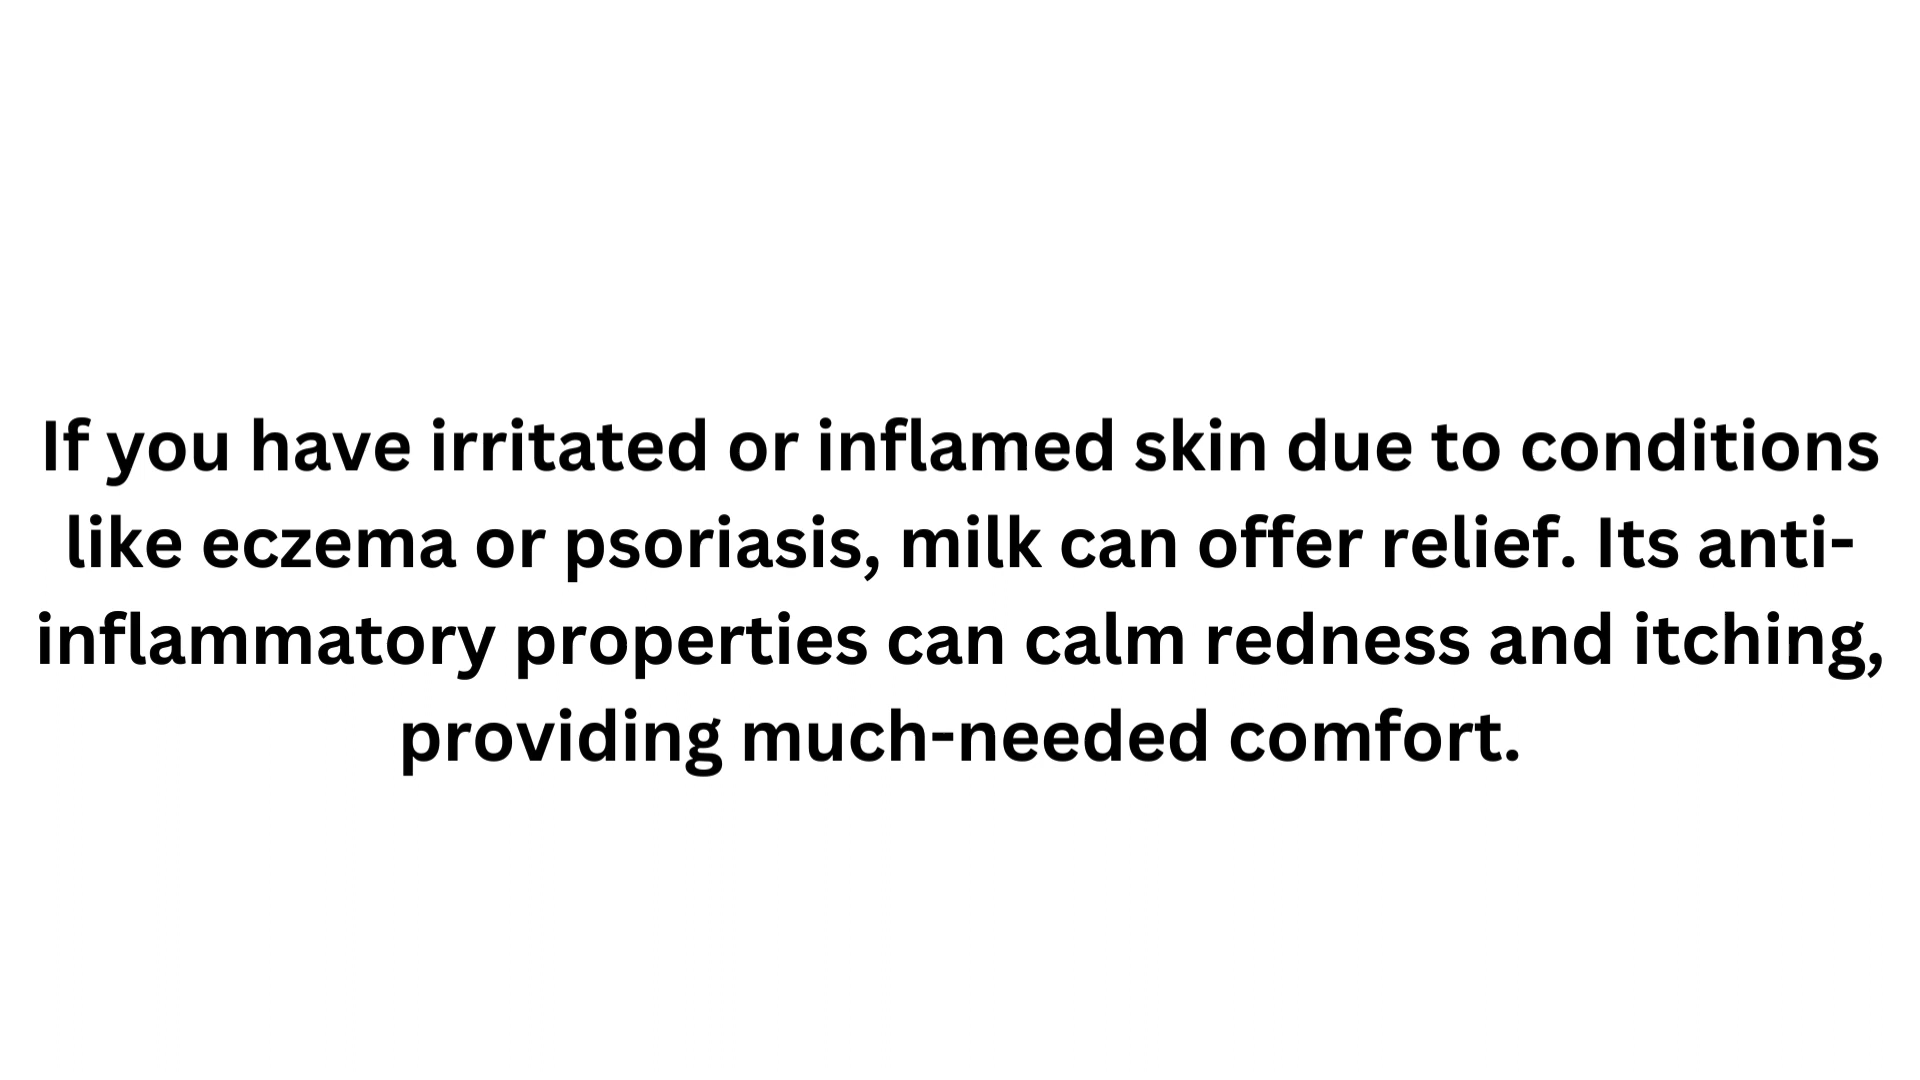 If you have irritated or inflamed skin due to conditions
like eczema or psoriasis, milk can offer relief. Its anti-
inflammatory properties can calm redness and itching,
providing much-needed comfort.